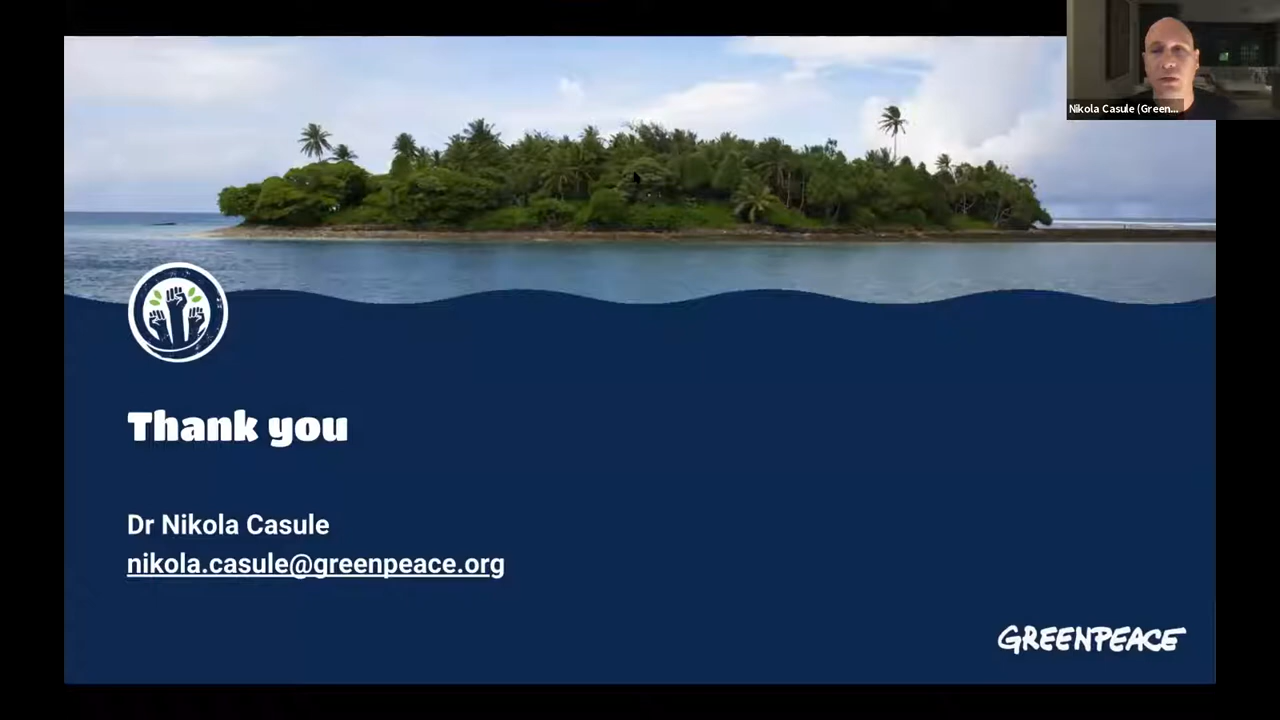 Nikola Casule (Green...
Thank you
Dr Nikola Casule
nikola.casule@greenpeace.org
GREENPEACE